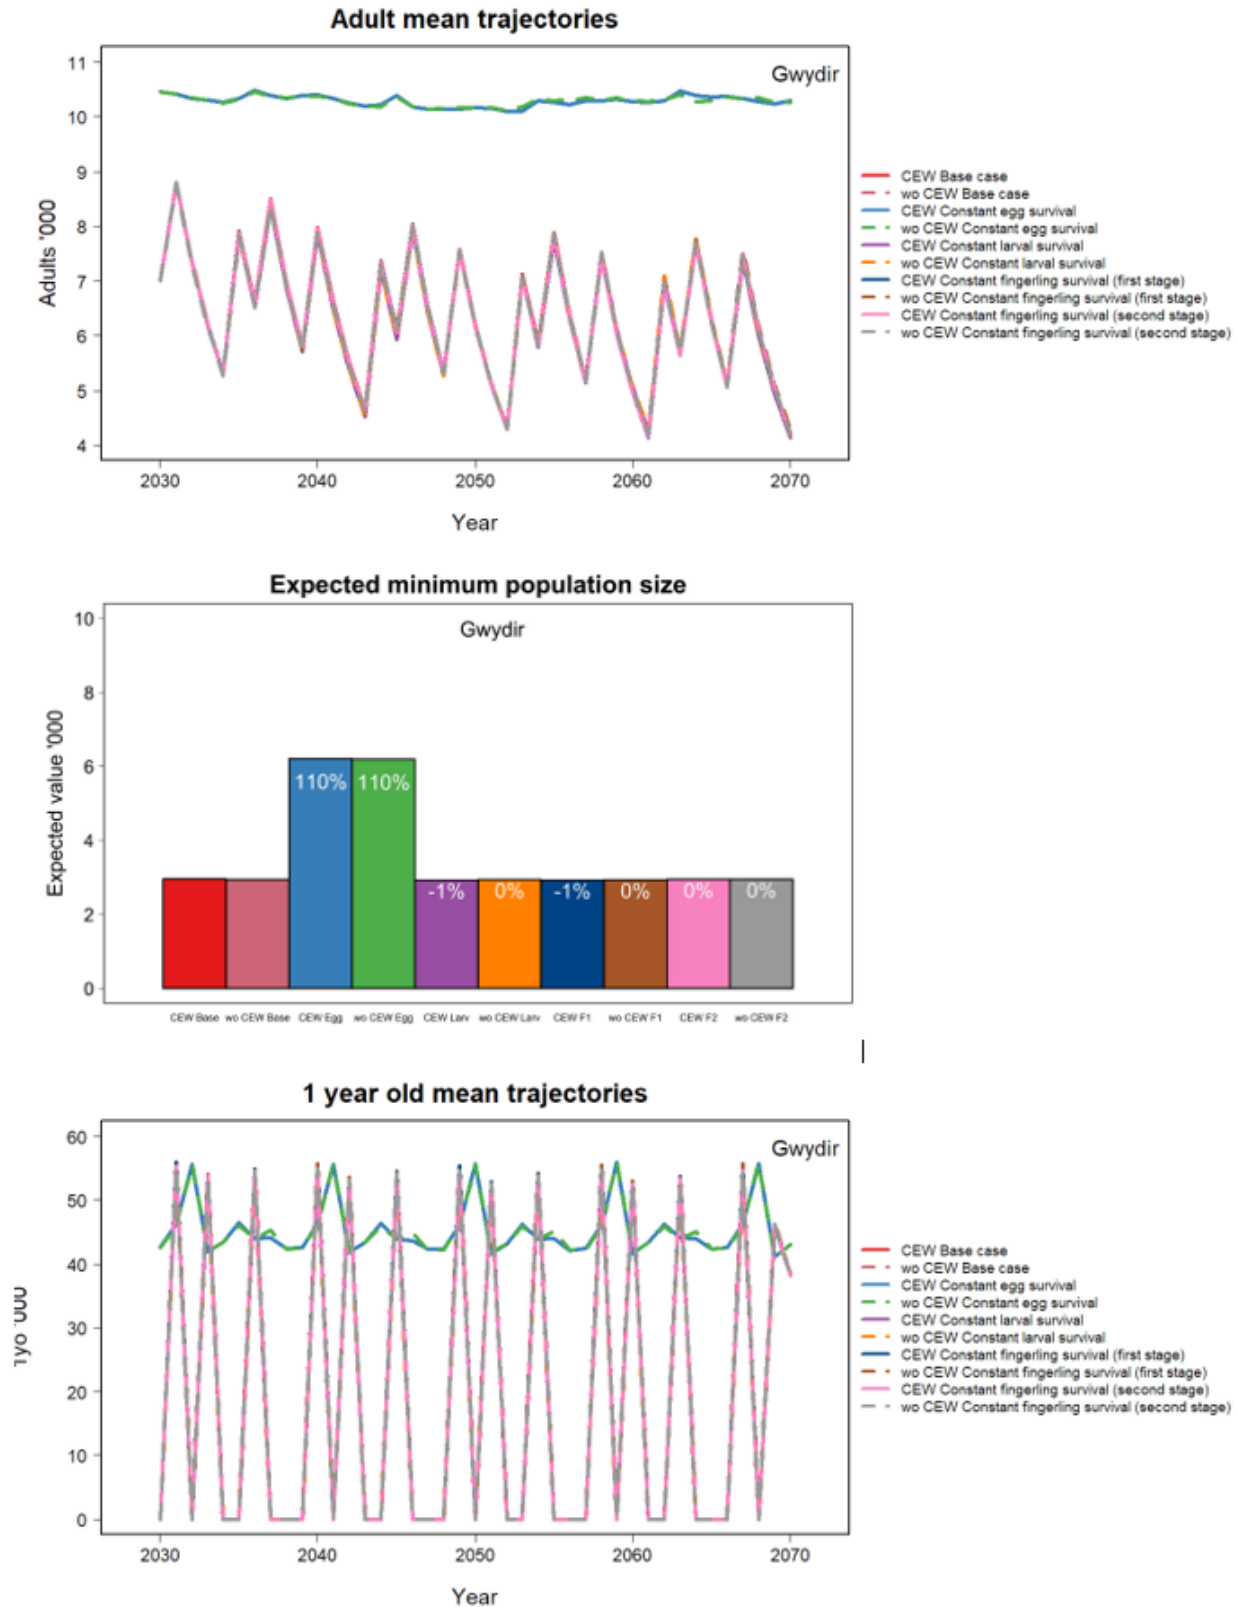 Adult mean trajectories
Gwydir
11
10
9
8
7
6
5
4
Adults '000
2030 2040 2050 2060 2070
Year
CEW Base case
wo CEW Base case
CEW Constant egg survival
wo CEW Constant egg survival
CEW Constant larval survival
wo CEW Constant larval survival
CEW Constant fingerling survival (first stage)
wo CEW Constant fingerling survival (first stage)
CEW Constant fingerling survival (second stage)
wo CEW Constant fingerling survival (second stage)
Expected minimum population size
Gwydir
10
8
6
4
2
0
Expected value '000
110% 110% -1% 0% -1% 0% 0% 0%
CEW Base wo CEW Base CEW Egg wo CEW Egg CEW Larv wo CEW Larv CEW F1 wo CEW F1 CEW F2 wo CEW F2
1 year old mean trajectories
Gwydir
60
50
40
30
20
10
0
1yo '000
2030 2040 2050 2060 2070
Year
CEW Base case
wo CEW Base case
CEW Constant egg survival
wo CEW Constant egg survival
CEW Constant larval survival
wo CEW Constant larval survival
CEW Constant fingerling survival (first stage)
wo CEW Constant fingerling survival (first stage)
CEW Constant fingerling survival (second stage)
wo CEW Constant fingerling survival (second stage)